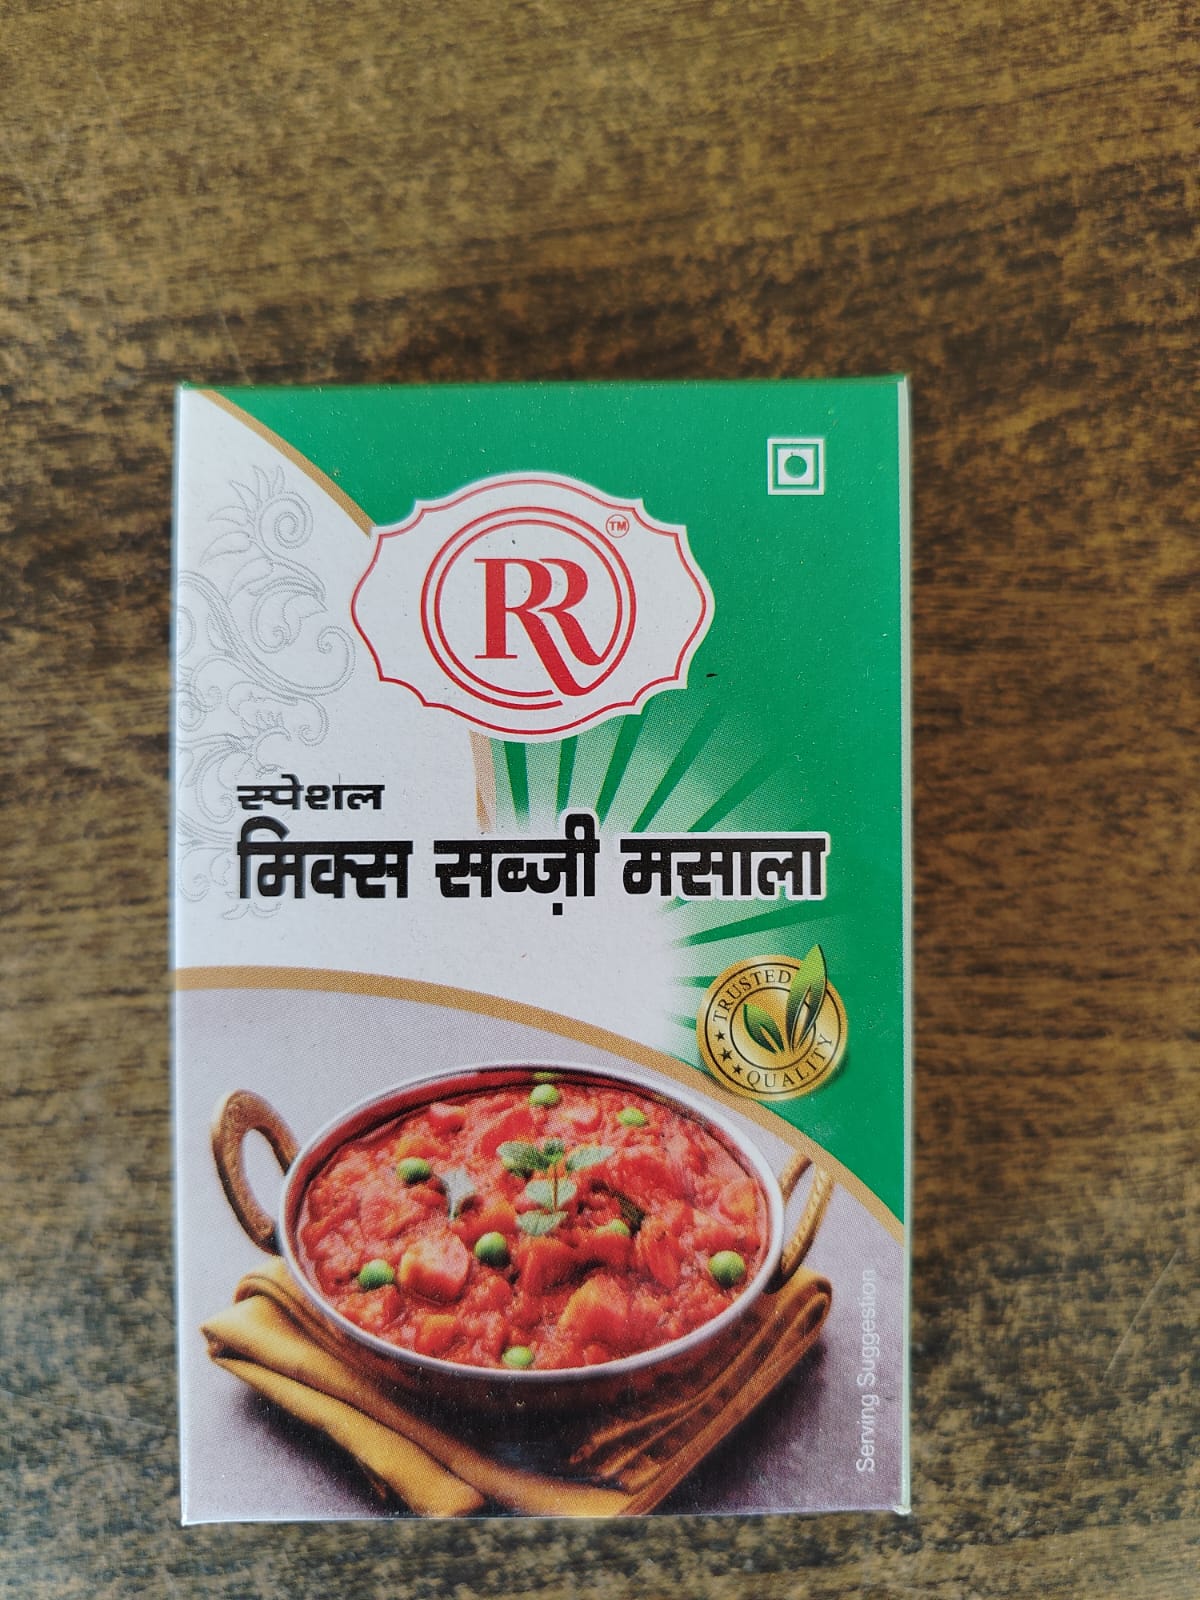 RR
TM
स्पेशल
मिक्स सब्ज़ी मसाला
TRUSTED
QUALITY
Serving Suggestion